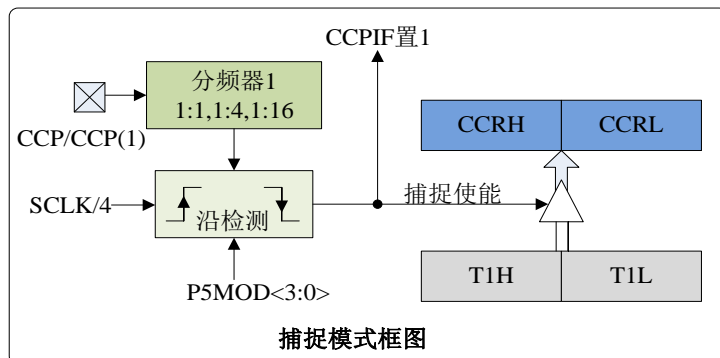 CCPIF置1
分频器1
1:1,1:4,1:16
CCP/CCP(1)
CCRH
CCRL
SCLK/4
沿检测
捕捉使能
P5MOD<3:0>
T1H
T1L
捕捉模式框图